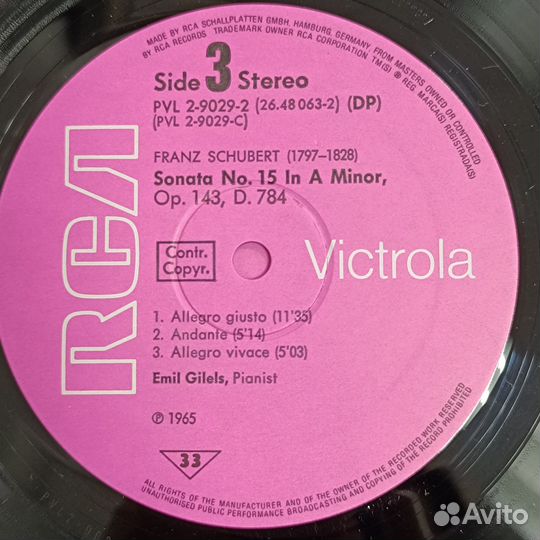 MADE BY RCA SCHALLPLATTEN GMBH, HAMBURG, GERMANY FROM MASTERS OWNED OR CONTROLLED
BY RCA RECORDS TRADEMARK OWNER RCA CORPORATION TM(S) ® REG MARCA(S) REGISTRADA(S)
Side 3 Stereo
PVL 2-9029-2 (26.48 063-2) (DP)
(PVL 2-9029-C)
FRANZ SCHUBERT (1797–1828)
Sonata No. 15 In A Minor,
Op. 143, D. 784
RCA
Contr.
Copyr.
Victrola
1. Allegro giusto (11'35)
2. Andante (5'14)
3. Allegro vivace (5'03)
Emil Gilels, Pianist
℗ 1965
33
ALL RIGHTS OF THE MANUFACTURER AND OF THE OWNER OF THE RECORDED WORK RESERVED
UNAUTHORISED PUBLIC PERFORMANCE BROADCASTING AND COPYING OF THE RECORD PROHIBITED
Avito